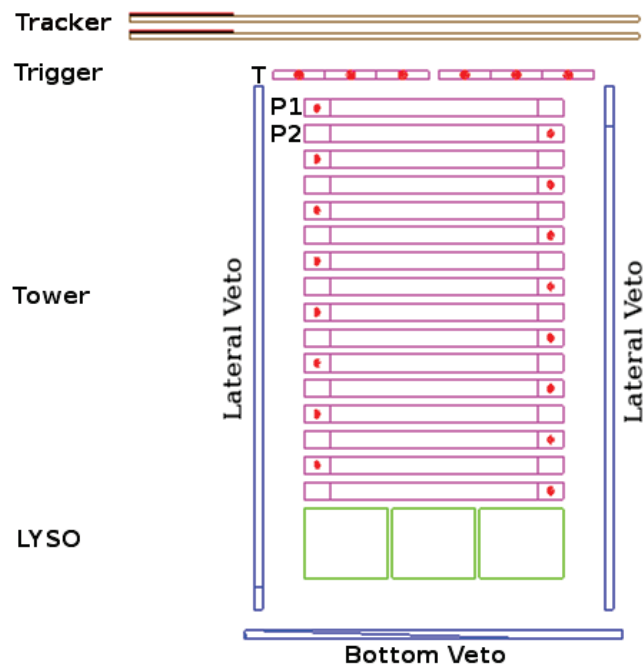 Tracker
Trigger
T
P1
P2
Tower
Lateral Veto
Lateral Veto
LYSO
Bottom Veto